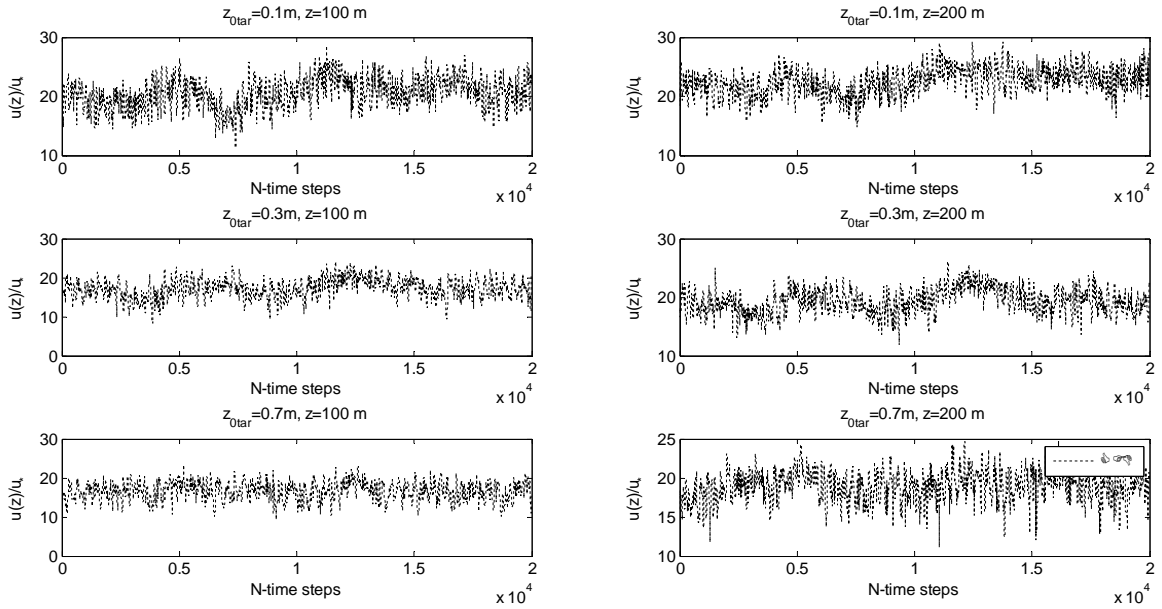 z0tar=0.1m, z=100 m
30
20
10
u(z)/u*
0 0.5 1 1.5 2
N-time steps
x 10^4
z0tar=0.1m, z=200 m
30
20
10
u(z)/u*
0 0.5 1 1.5 2
N-time steps
x 10^4
z0tar=0.3m, z=100 m
30
20
10
0
u(z)/u*
0 0.5 1 1.5 2
N-time steps
x 10^4
z0tar=0.3m, z=200 m
30
20
10
u(z)/u*
0 0.5 1 1.5 2
N-time steps
x 10^4
z0tar=0.7m, z=100 m
30
20
10
0
u(z)/u*
0 0.5 1 1.5 2
N-time steps
x 10^4
z0tar=0.7m, z=200 m
25
20
15
10
u(z)/u*
0 0.5 1 1.5 2
N-time steps
x 10^4